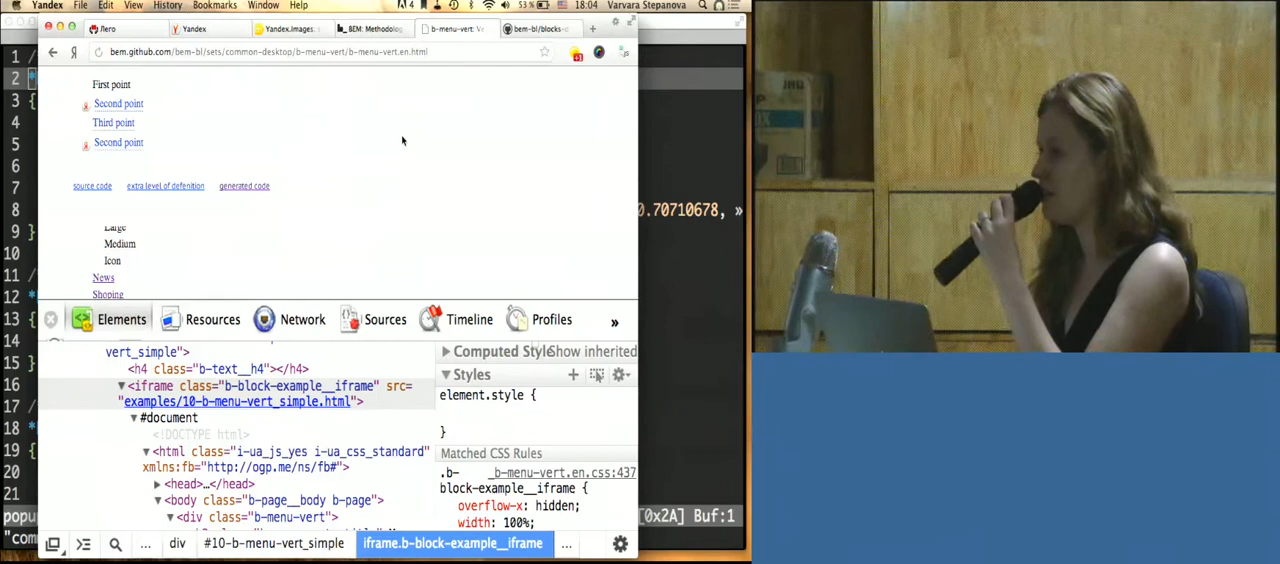 Yandex File Edit View History Bookmarks Window Help 4 53 % 18:04 Varvara Stepanova
Лего Yandex Yandex.Images: BEM: Methodolog b-menu-vert: V bem-bl/blocks-
Я bem.github.com/bem-bl/sets/common-desktop/b-menu-vert/b-menu-vert.en.html
+1
1
2
3 {
4
5
6
7
8
9 }
10
11 /
12
13 {
14
15 }
16
17 /
18
19 {
20
21
First point
Second point
Third point
Second point
source code extra level of defenition generated code
0.70710678, »
Large
Medium
Icon
News
Shoping
Elements Resources Network Sources Timeline Profiles »
vert_simple">
<h4 class="b-text__h4"></h4>
▼<iframe class="b-block-example__iframe" src=
"examples/10-b-menu-vert_simple.html">
▼#document
<!DOCTYPE html>
▼<html class="i-ua_js_yes i-ua_css_standard"
xmlns:fb="http://ogp.me/ns/fb#">
▶<head>…</head>
▼<body class="b-page__body b-page">
▼<div class="b-menu-vert">
▶ Computed Style Show inherited
▼ Styles
element.style {
}
Matched CSS Rules
.b- _b-menu-vert.en.css:437
block-example__iframe {
overflow-x: hidden;
width: 100%;
... div #10-b-menu-vert_simple iframe.b-block-example__iframe ...
popup
[0x2A] Buf:1
"com